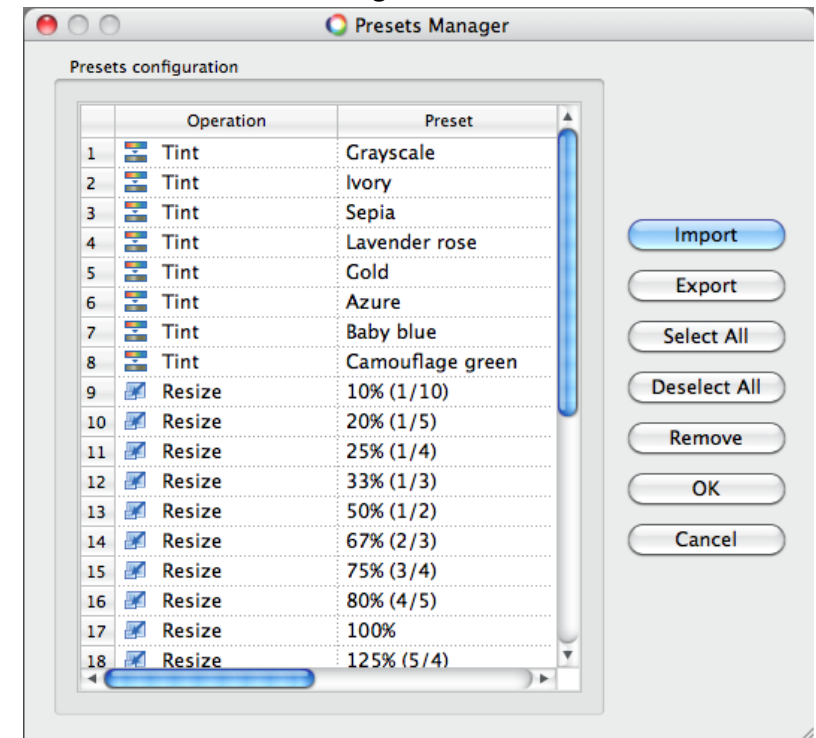 Presets Manager
Presets configuration
Operation Preset
1 Tint Grayscale
2 Tint Ivory
3 Tint Sepia
4 Tint Lavender rose
5 Tint Gold
6 Tint Azure
7 Tint Baby blue
8 Tint Camouflage green
9 Resize 10% (1/10)
10 Resize 20% (1/5)
11 Resize 25% (1/4)
12 Resize 33% (1/3)
13 Resize 50% (1/2)
14 Resize 67% (2/3)
15 Resize 75% (3/4)
16 Resize 80% (4/5)
17 Resize 100%
18 Resize 125% (5/4)
Import
Export
Select All
Deselect All
Remove
OK
Cancel